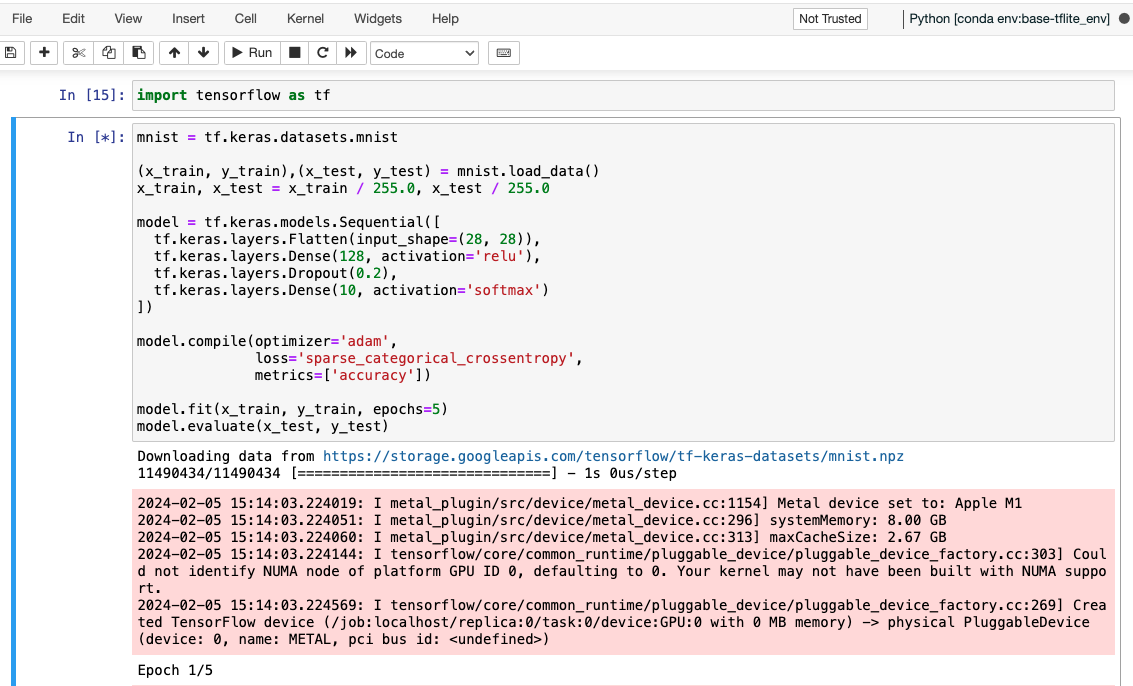 File Edit View Insert Cell Kernel Widgets Help Not Trusted Python [conda env:base-tflite_env]
Run Code
In [15]: import tensorflow as tf
In [*]: mnist = tf.keras.datasets.mnist
(x_train, y_train),(x_test, y_test) = mnist.load_data()
x_train, x_test = x_train / 255.0, x_test / 255.0
model = tf.keras.models.Sequential([
  tf.keras.layers.Flatten(input_shape=(28, 28)),
  tf.keras.layers.Dense(128, activation='relu'),
  tf.keras.layers.Dropout(0.2),
  tf.keras.layers.Dense(10, activation='softmax')
])
model.compile(optimizer='adam',
              loss='sparse_categorical_crossentropy',
              metrics=['accuracy'])
model.fit(x_train, y_train, epochs=5)
model.evaluate(x_test, y_test)
Downloading data from https://storage.googleapis.com/tensorflow/tf-keras-datasets/mnist.npz
11490434/11490434 [==============================] - 1s 0us/step
2024-02-05 15:14:03.224019: I metal_plugin/src/device/metal_device.cc:1154] Metal device set to: Apple M1
2024-02-05 15:14:03.224051: I metal_plugin/src/device/metal_device.cc:296] systemMemory: 8.00 GB
2024-02-05 15:14:03.224060: I metal_plugin/src/device/metal_device.cc:313] maxCacheSize: 2.67 GB
2024-02-05 15:14:03.224144: I tensorflow/core/common_runtime/pluggable_device/pluggable_device_factory.cc:303] Coul
d not identify NUMA node of platform GPU ID 0, defaulting to 0. Your kernel may not have been built with NUMA suppo
rt.
2024-02-05 15:14:03.224569: I tensorflow/core/common_runtime/pluggable_device/pluggable_device_factory.cc:269] Crea
ted TensorFlow device (/job:localhost/replica:0/task:0/device:GPU:0 with 0 MB memory) -> physical PluggableDevice
(device: 0, name: METAL, pci bus id: <undefined>)
Epoch 1/5